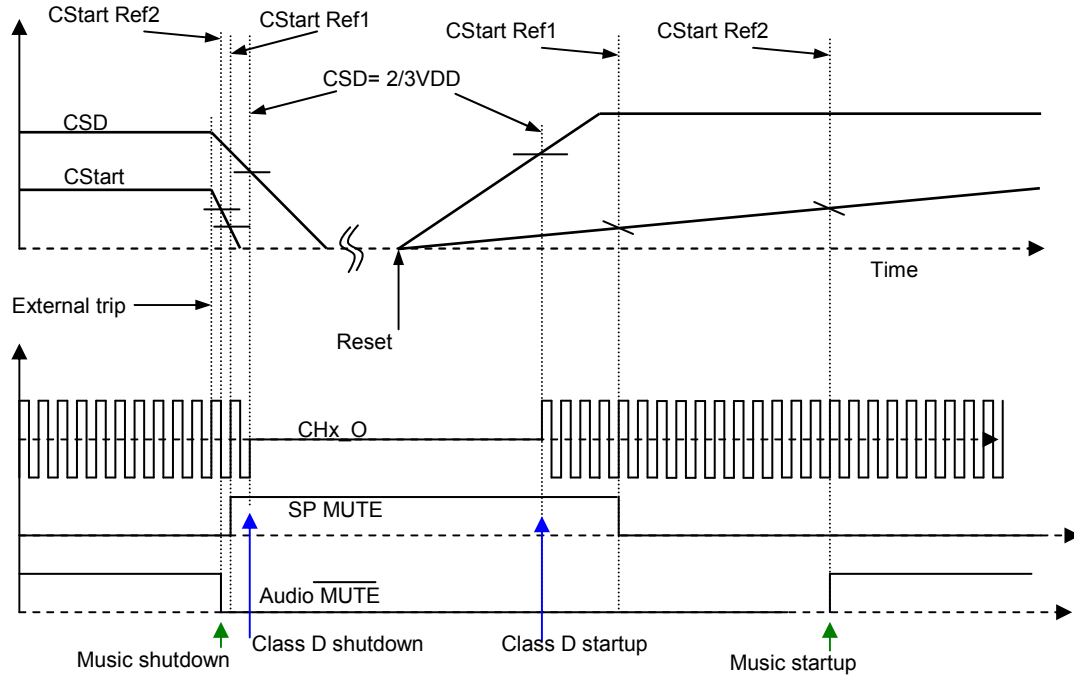 CStart Ref2
CStart Ref1
CStart Ref1
CStart Ref2
CSD= 2/3VDD
CSD
CStart
Time
External trip
Reset
CHx_O
SP MUTE
Audio MUTE
Class D shutdown
Class D startup
Music shutdown
Music startup